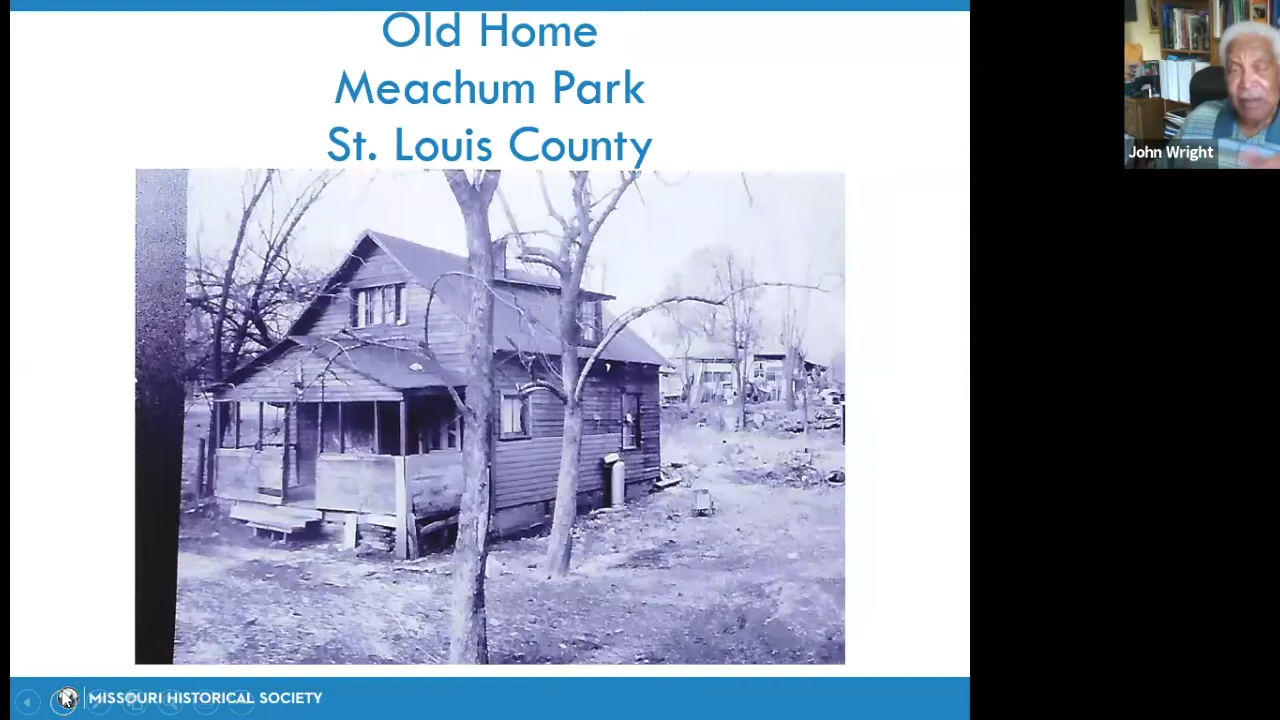 Old Home
Meachum Park
St. Louis County
John Wright
MISSOURI HISTORICAL SOCIETY